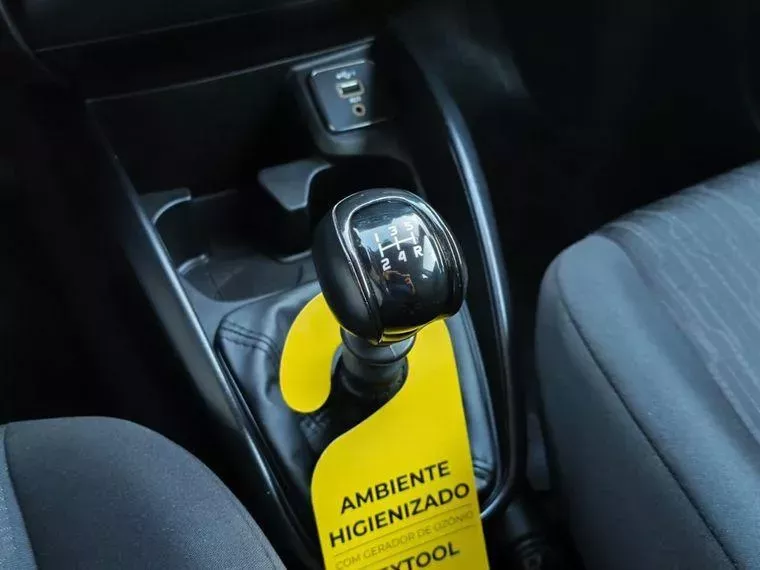 1 3 5
2 4 R
AMBIENTE
HIGIENIZADO
COM GERADOR DE OZÔNIO